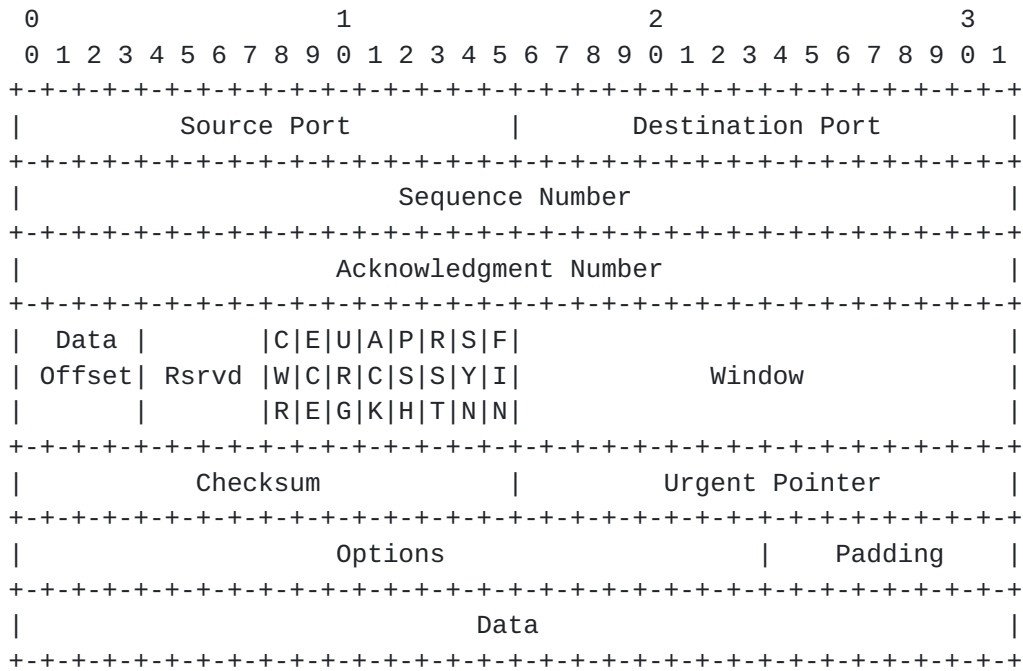 0                   1                   2                   3
 0 1 2 3 4 5 6 7 8 9 0 1 2 3 4 5 6 7 8 9 0 1 2 3 4 5 6 7 8 9 0 1
+-+-+-+-+-+-+-+-+-+-+-+-+-+-+-+-+-+-+-+-+-+-+-+-+-+-+-+-+-+-+-+-+
|          Source Port          |       Destination Port        |
+-+-+-+-+-+-+-+-+-+-+-+-+-+-+-+-+-+-+-+-+-+-+-+-+-+-+-+-+-+-+-+-+
|                        Sequence Number                        |
+-+-+-+-+-+-+-+-+-+-+-+-+-+-+-+-+-+-+-+-+-+-+-+-+-+-+-+-+-+-+-+-+
|                    Acknowledgment Number                      |
+-+-+-+-+-+-+-+-+-+-+-+-+-+-+-+-+-+-+-+-+-+-+-+-+-+-+-+-+-+-+-+-+
|  Data |       |C|E|U|A|P|R|S|F|                               |
| Offset| Rsrvd |W|C|R|C|S|S|Y|I|            Window             |
|       |       |R|E|G|K|H|T|N|N|                               |
+-+-+-+-+-+-+-+-+-+-+-+-+-+-+-+-+-+-+-+-+-+-+-+-+-+-+-+-+-+-+-+-+
|           Checksum            |         Urgent Pointer        |
+-+-+-+-+-+-+-+-+-+-+-+-+-+-+-+-+-+-+-+-+-+-+-+-+-+-+-+-+-+-+-+-+
|                    Options                    |    Padding    |
+-+-+-+-+-+-+-+-+-+-+-+-+-+-+-+-+-+-+-+-+-+-+-+-+-+-+-+-+-+-+-+-+
|                             Data                              |
+-+-+-+-+-+-+-+-+-+-+-+-+-+-+-+-+-+-+-+-+-+-+-+-+-+-+-+-+-+-+-+-+